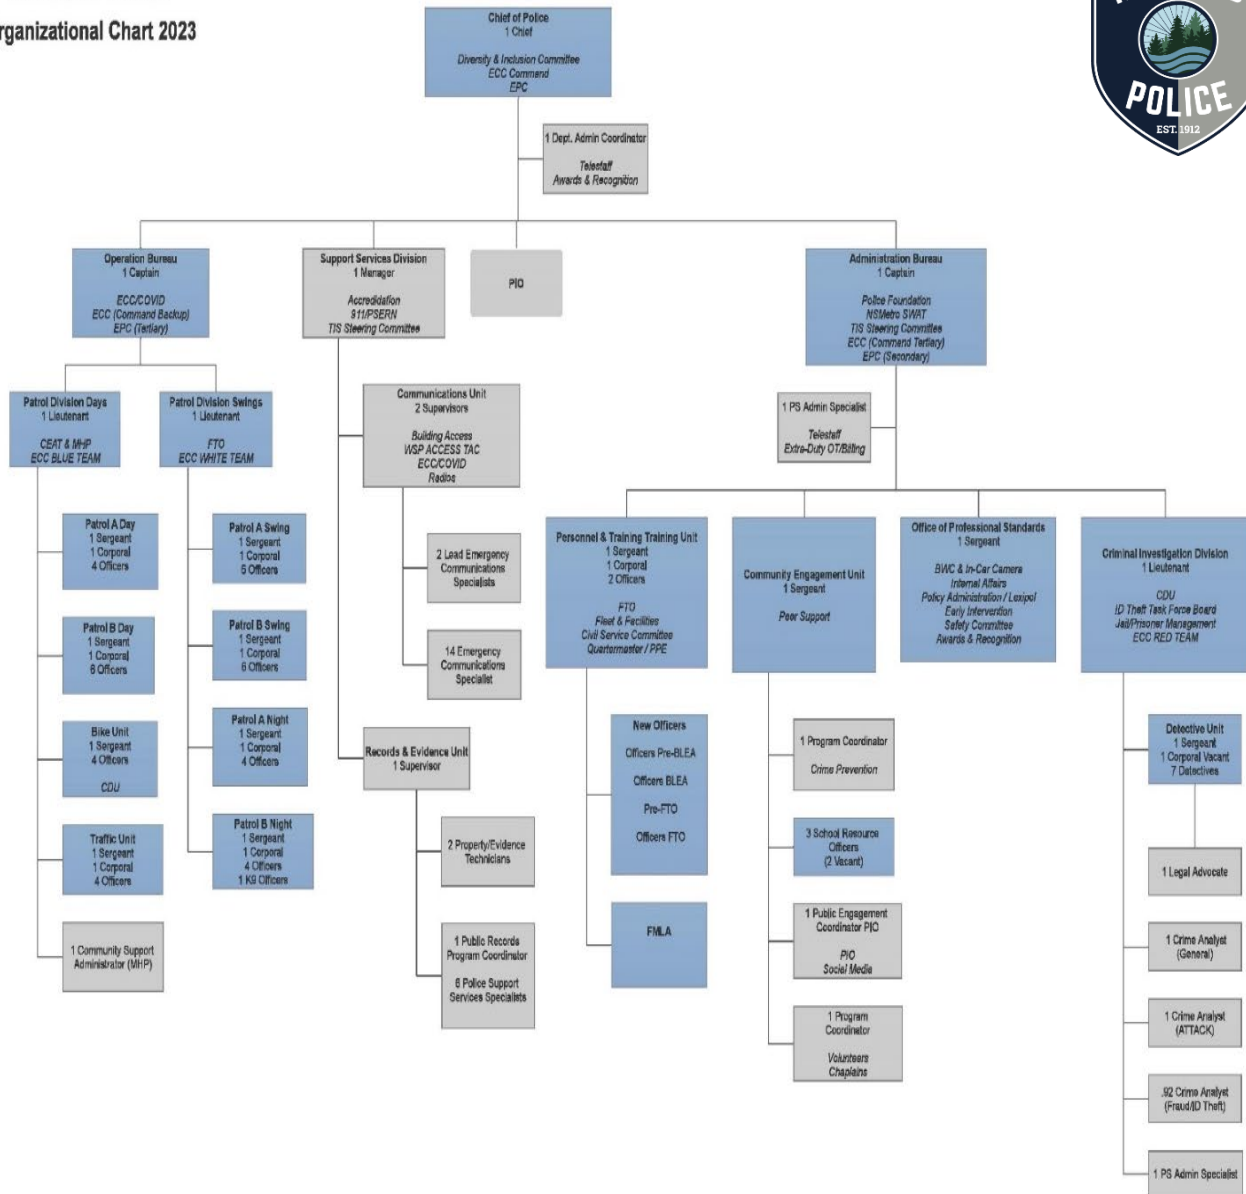 rganizational Chart 2023
POLICE
EST. 1912
Chief of Police
1 Chief
Diversity & Inclusion Committee
ECC Command
EPC
1 Dept. Admin Coordinator
Telestaff
Awards & Recognition
Operation Bureau
1 Captain
ECC/COVID
ECC (Command Backup)
EPC (Tertiary)
Support Services Division
1 Manager
Accredidation
911/PSERN
TIS Steering Committee
PIO
Administration Bureau
1 Captain
Police Foundation
NSMetro SWAT
TIS Steering Committee
ECC (Command Tertiary)
EPC (Secondary)
Patrol Division Days
1 Lieutenant
CEAT & MHP
ECC BLUE TEAM
Patrol Division Swings
1 Lieutenant
FTO
ECC WHITE TEAM
Communications Unit
2 Supervisors
Building Access
WSP ACCESS TAC
ECC/COVID
Radios
1 PS Admin Specialist
Telestaff
Extra-Duty OT/Billing
Patrol A Day
1 Sergeant
1 Corporal
4 Officers
Patrol A Swing
1 Sergeant
1 Corporal
5 Officers
2 Lead Emergency
Communications
Specialists
Personnel & Training Training Unit
1 Sergeant
1 Corporal
2 Officers
FTO
Fleet & Facilities
Civil Service Committee
Quartermaster / PPE
Community Engagement Unit
1 Sergeant
Peer Support
Office of Professional Standards
1 Sergeant
BWC & In-Car Camera
Internal Affairs
Policy Administration / Lexipol
Early Intervention
Safety Committee
Awards & Recognition
Criminal Investigation Division
1 Lieutenant
CDU
ID Theft Task Force Board
Jail/Prisoner Management
ECC RED TEAM
Patrol B Day
1 Sergeant
1 Corporal
6 Officers
Patrol B Swing
1 Sergeant
1 Corporal
6 Officers
14 Emergency
Communications
Specialist
Bike Unit
1 Sergeant
4 Officers
CDU
Patrol A Night
1 Sergeant
1 Corporal
4 Officers
Records & Evidence Unit
1 Supervisor
New Officers
Officers Pre-BLEA
Officers BLEA
Pre-FTO
Officers FTO
1 Program Coordinator
Crime Prevention
Detective Unit
1 Sergeant
1 Corporal Vacant
7 Detectives
Traffic Unit
1 Sergeant
1 Corporal
4 Officers
Patrol B Night
1 Sergeant
1 Corporal
4 Officers
1 K9 Officers
2 Property/Evidence
Technicians
3 School Resource
Officers
(2 Vacant)
1 Legal Advocate
1 Community Support
Administrator (MHP)
1 Public Records
Program Coordinator
6 Police Support
Services Specialists
FMLA
1 Public Engagement
Coordinator PIO
PIO
Social Media
1 Crime Analyst
(General)
1 Program
Coordinator
Volunteers
Chaplains
1 Crime Analyst
(ATTACK)
.92 Crime Analyst
(Fraud/ID Theft)
1 PS Admin Specialist